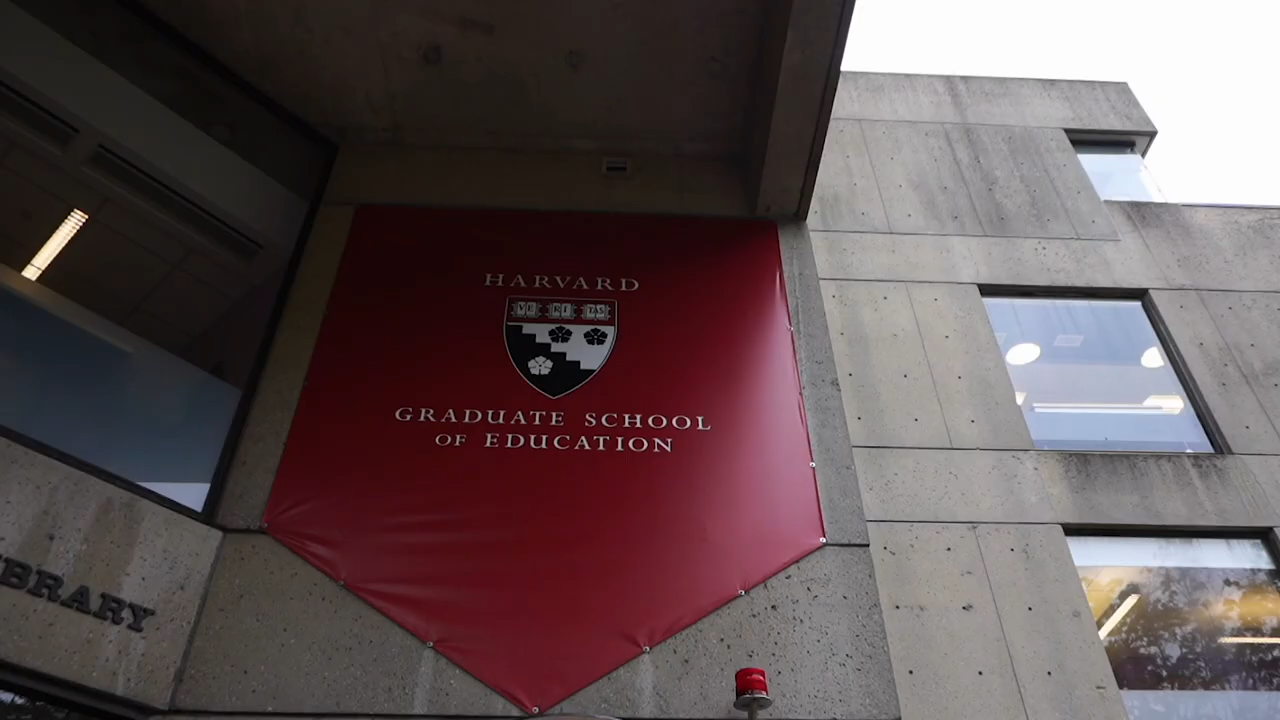 HARVARD
VE RI TAS
GRADUATE SCHOOL
OF EDUCATION
BRARY